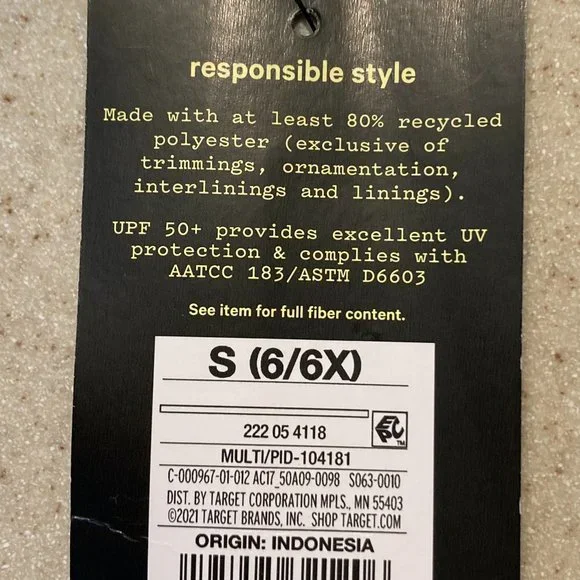 responsible style
Made with at least 80% recycled
polyester (exclusive of
trimmings, ornamentation,
interlinings and linings).
UPF 50+ provides excellent UV
protection & complies with
AATCC 183/ASTM D6603
See item for full fiber content.
S (6/6X)
222 05 4118
EPC™
MULTI/PID-104181
C-000967-01-012 AC17_50A09-0098 S063-0010
DIST. BY TARGET CORPORATION MPLS., MN 55403
©2021 TARGET BRANDS, INC. SHOP TARGET.COM
ORIGIN: INDONESIA